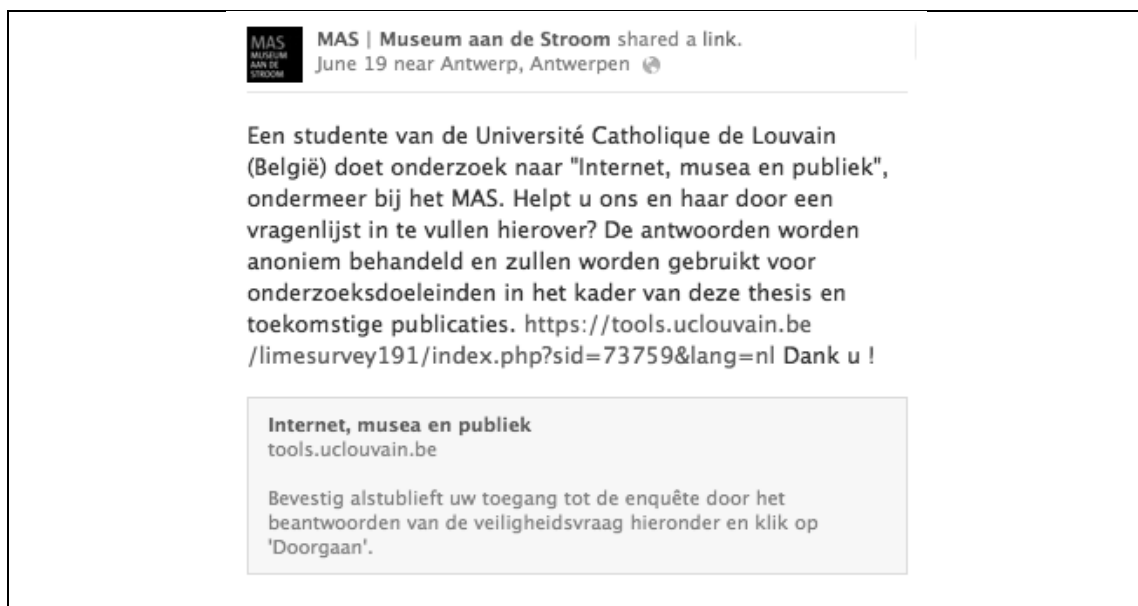 MAS
MUSEUM
AAN DE
STROOM
MAS | Museum aan de Stroom shared a link.
June 19 near Antwerp, Antwerpen
Een studente van de Université Catholique de Louvain
(België) doet onderzoek naar "Internet, musea en publiek",
ondermeer bij het MAS. Helpt u ons en haar door een
vragenlijst in te vullen hierover? De antwoorden worden
anoniem behandeld en zullen worden gebruikt voor
onderzoeksdoeleinden in het kader van deze thesis en
toekomstige publicaties. https://tools.uclouvain.be
/limesurvey191/index.php?sid=73759&lang=nl Dank u !
Internet, musea en publiek
tools.uclouvain.be
Bevestig alstublieft uw toegang tot de enquête door het
beantwoorden van de veiligheidsvraag hieronder en klik op
'Doorgaan'.